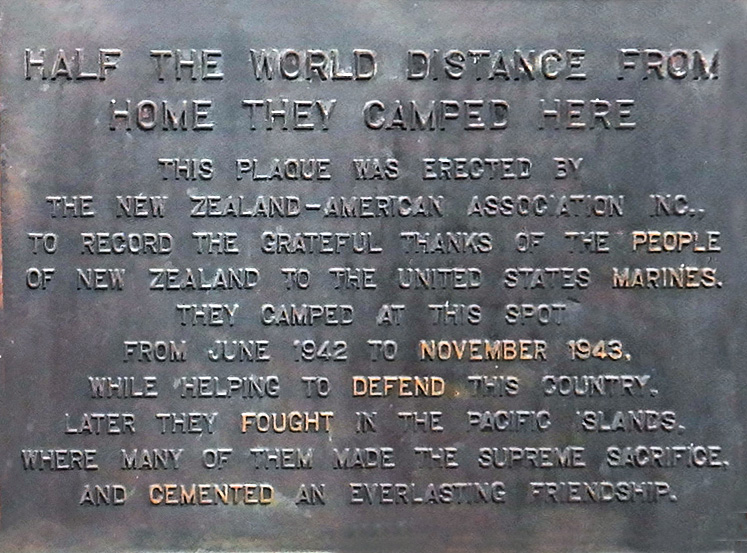 HALF THE WORLD DISTANCE FROM
HOME THEY CAMPED HERE
THIS PLAQUE WAS ERECTED BY
THE NEW ZEALAND-AMERICAN ASSOCIATION INC.,
TO RECORD THE GRATEFUL THANKS OF THE PEOPLE
OF NEW ZEALAND TO THE UNITED STATES MARINES.
THEY CAMPED AT THIS SPOT
FROM JUNE 1942 TO NOVEMBER 1943,
WHILE HELPING TO DEFEND THIS COUNTRY.
LATER THEY FOUGHT IN THE PACIFIC ISLANDS,
WHERE MANY OF THEM MADE THE SUPREME SACRIFICE,
AND CEMENTED AN EVERLASTING FRIENDSHIP.